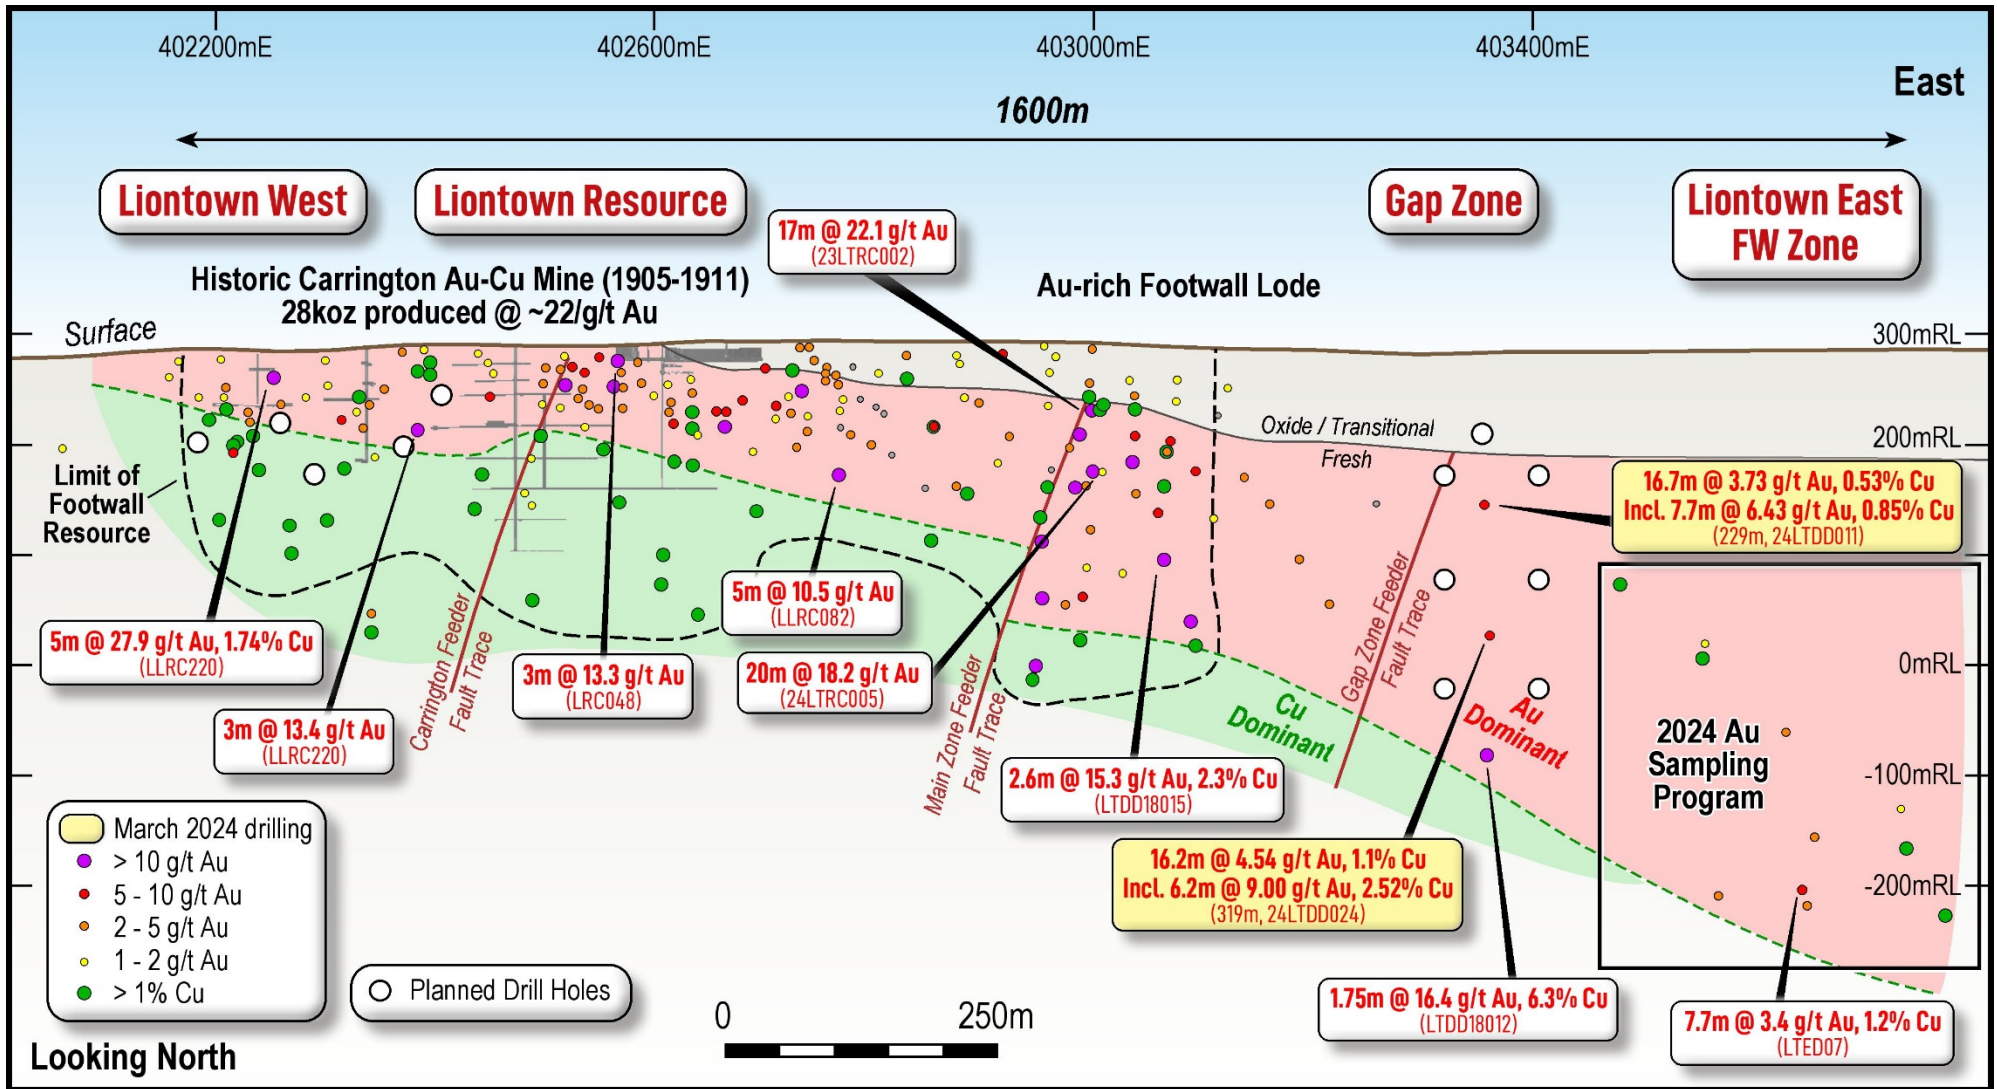 402200mE
402600mE
403000mE
403400mE
East
1600m
Liontown West
Liontown Resource
Gap Zone
Liontown East
FW Zone
17m @ 22.1 g/t Au
(23LTRC002)
Historic Carrington Au-Cu Mine (1905-1911)
28koz produced @ ~22/g/t Au
Au-rich Footwall Lode
Surface
300mRL
Oxide / Transitional
Fresh
200mRL
Limit of
Footwall
Resource
16.7m @ 3.73 g/t Au, 0.53% Cu
Incl. 7.7m @ 6.43 g/t Au, 0.85% Cu
(229m, 24LTDD011)
5m @ 10.5 g/t Au
(LLRC082)
5m @ 27.9 g/t Au, 1.74% Cu
(LLRC220)
Carrington Feeder
Fault Trace
3m @ 13.3 g/t Au
(LRC048)
20m @ 18.2 g/t Au
(24LTRC005)
Main Zone Feeder
Fault Trace
Gap Zone Feeder
Fault Trace
0mRL
3m @ 13.4 g/t Au
(LLRC220)
Cu
Dominant
Au
Dominant
2024 Au
Sampling
Program
-100mRL
2.6m @ 15.3 g/t Au, 2.3% Cu
(LTDD18015)
16.2m @ 4.54 g/t Au, 1.1% Cu
Incl. 6.2m @ 9.00 g/t Au, 2.52% Cu
(319m, 24LTDD024)
-200mRL
March 2024 drilling
> 10 g/t Au
5 - 10 g/t Au
2 - 5 g/t Au
1 - 2 g/t Au
> 1% Cu
Planned Drill Holes
0
250m
1.75m @ 16.4 g/t Au, 6.3% Cu
(LTDD18012)
7.7m @ 3.4 g/t Au, 1.2% Cu
(LTED07)
Looking North